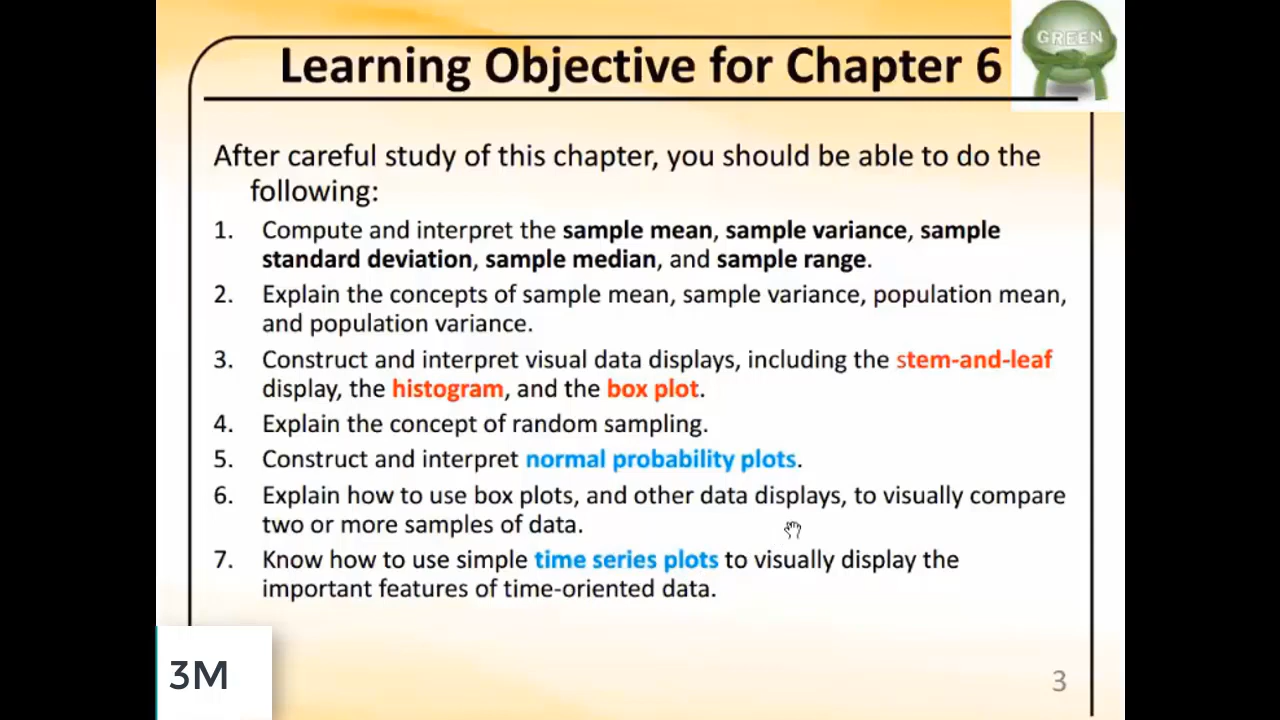 GREEN
Learning Objective for Chapter 6
After careful study of this chapter, you should be able to do the
following:
1. Compute and interpret the sample mean, sample variance, sample
standard deviation, sample median, and sample range.
2. Explain the concepts of sample mean, sample variance, population mean,
and population variance.
3. Construct and interpret visual data displays, including the stem-and-leaf
display, the histogram, and the box plot.
4. Explain the concept of random sampling.
5. Construct and interpret normal probability plots.
6. Explain how to use box plots, and other data displays, to visually compare
two or more samples of data.
7. Know how to use simple time series plots to visually display the
important features of time-oriented data.
3M
3